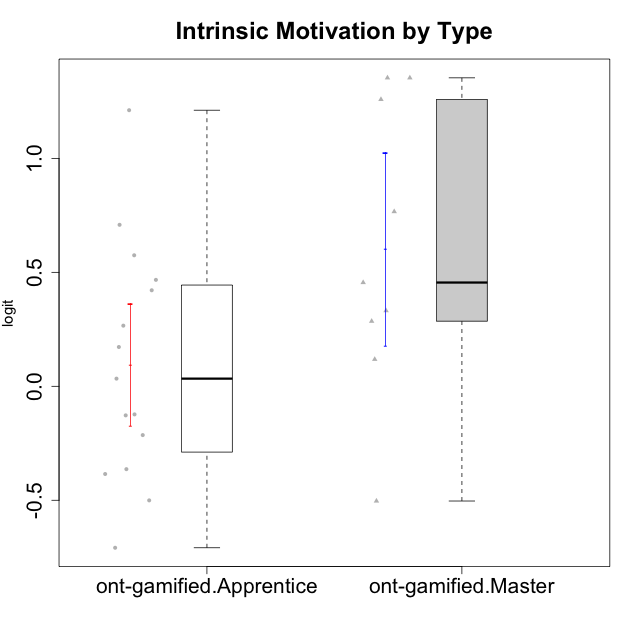 Intrinsic Motivation by Type
logit
1.0
0.5
0.0
-0.5
ont-gamified.Apprentice
ont-gamified.Master